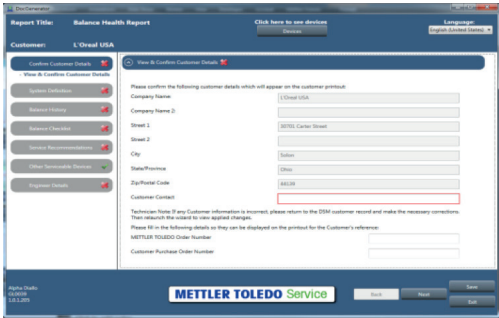 DocGenerator
Report Title: Balance Health Report
Click here to see devices
Language:
Devices
English (United States)
Customer: L'Oreal USA
Confirm Customer Details
- View & Confirm Customer Details
System Definition
Balance History
Balance Checklist
Service Recommendations
Other Serviceable Devices
Engineer Details
View & Confirm Customer Details
Please confirm the following customer details which will appear on the customer printout:
Company Name: L'Oreal USA
Company Name 2:
Street 1 30701 Carter Street
Street 2
City: Solon
State/Province Ohio
Zip/Postal Code 44139
Customer Contact
Technician Note: If any Customer information is incorrect, please return to the DSM customer record and make the necessary corrections.
Then relaunch the wizard to view applied changes.
Please fill in the following details so they can be displayed on the printout for the Customer's reference:
METTLER TOLEDO Order Number
Customer Purchase Order Number
METTLER TOLEDO Service
Back
Next
Save
Exit
1.0.1.205